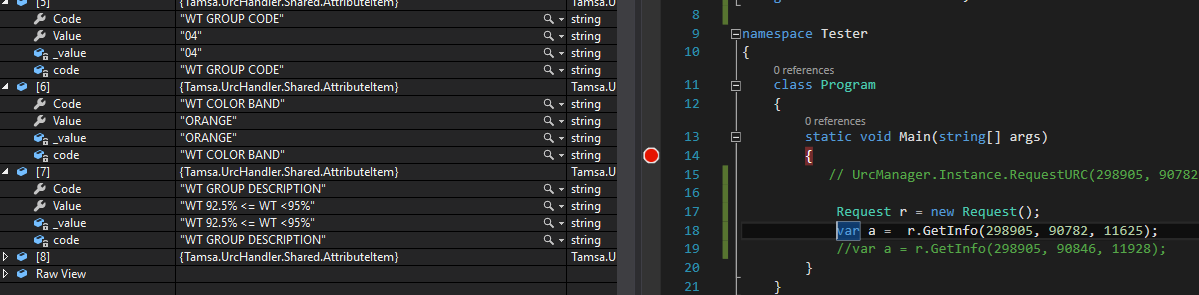 [5] {Tamsa.UrcHandler.Shared.AttributeItem} Tamsa.U
Code "WT GROUP CODE" string
Value "04" string
_value "04" string
code "WT GROUP CODE" string
[6] {Tamsa.UrcHandler.Shared.AttributeItem} Tamsa.U
Code "WT COLOR BAND" string
Value "ORANGE" string
_value "ORANGE" string
code "WT COLOR BAND" string
[7] {Tamsa.UrcHandler.Shared.AttributeItem} Tamsa.U
Code "WT GROUP DESCRIPTION" string
Value "WT 92.5% <= WT <95%" string
_value "WT 92.5% <= WT <95%" string
code "WT GROUP DESCRIPTION" string
[8] {Tamsa.UrcHandler.Shared.AttributeItem} Tamsa.U
Raw View
8
9 namespace Tester
10 {
0 references
11 class Program
12 {
0 references
13 static void Main(string[] args)
14 {
15 // UrcManager.Instance.RequestURC(298905, 90782
16
17 Request r = new Request();
18 var a = r.GetInfo(298905, 90782, 11625);
19 //var a = r.GetInfo(298905, 90846, 11928);
20 }
21 }